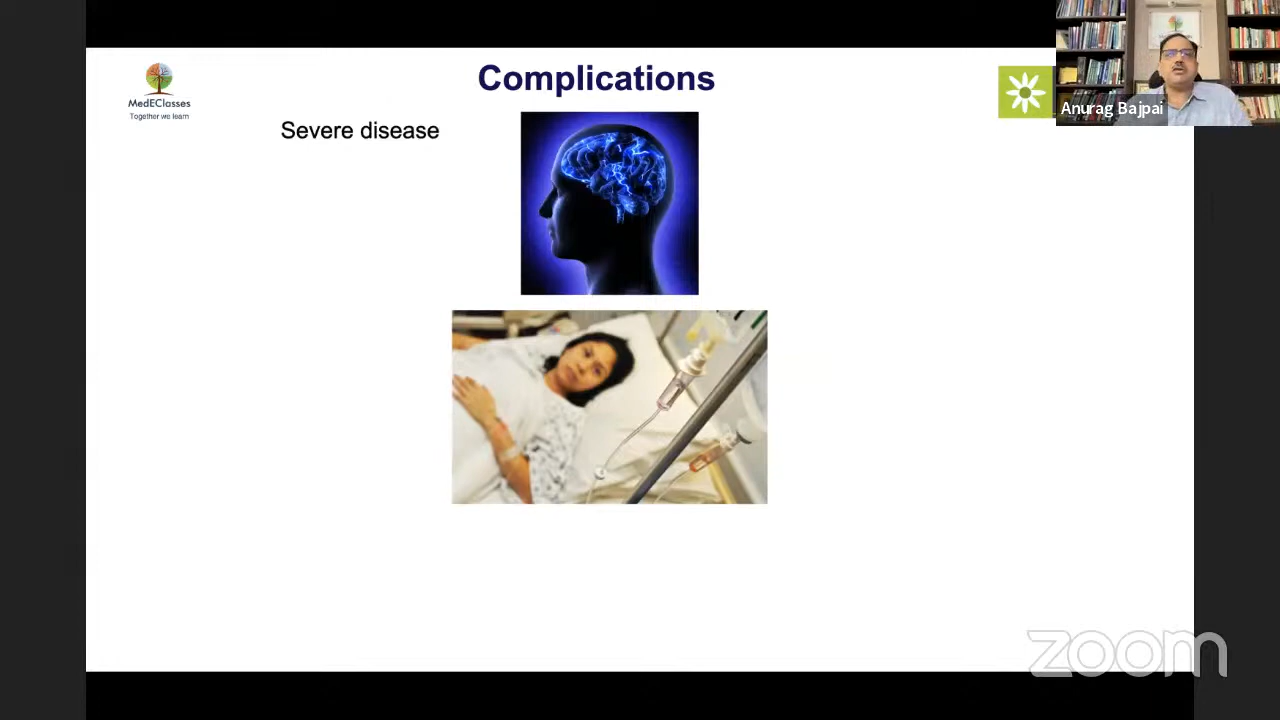 Complications
MedEClasses
Together we learn
Severe disease
Anurag Bajpai
zoom